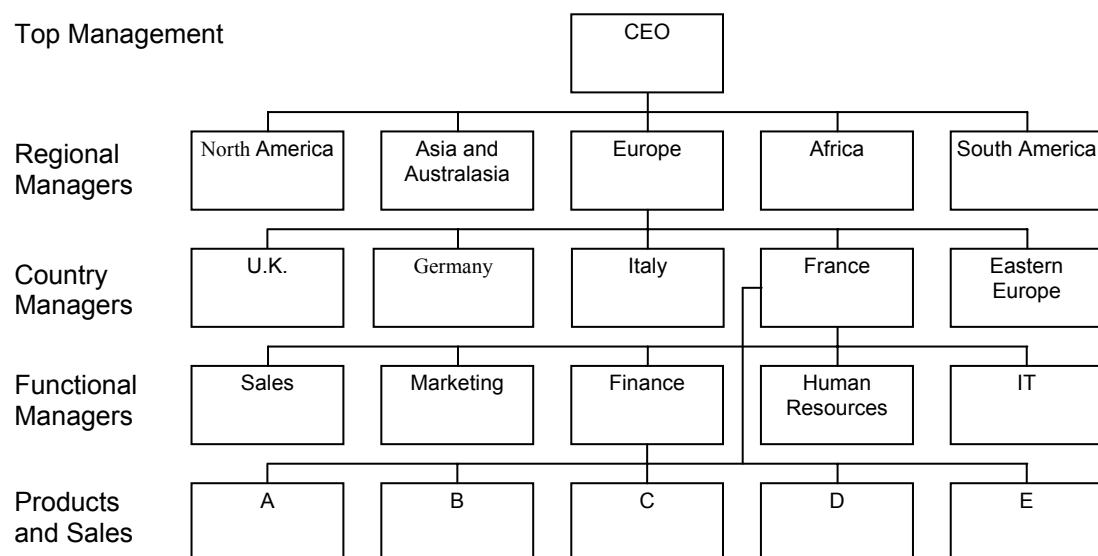 Top Management
CEO
Regional
Managers
North America
Asia and
Australasia
Europe
Africa
South America
Country
Managers
U.K.
Germany
Italy
France
Eastern
Europe
Functional
Managers
Sales
Marketing
Finance
Human
Resources
IT
Products
and Sales
A
B
C
D
E